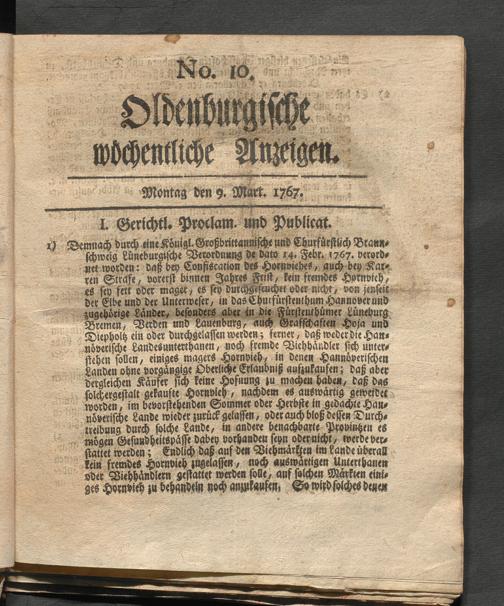 No. 10.
Oldenburgische
wöchentliche Anzeigen.
Montag den 9. Mart. 1767.
I. Gerichtl. Proclam. und Publicat.
1) Demnach durch eine Königl. Großbrittannische und Churfürstlich Braun-
schweig Lüneburgische Verordnung de dato 14. Febr. 1767. verord-
net worden: daß bey Confiscation des Hornviehes, auch bey Kar-
ren Strafe, vorerst binnen Jahres Frist, kein fremdes Hornvieh,
es sey fett oder mager, es sey durchgeseucht oder nicht, von jenseit
der Elbe und der Unterweser, in das Churfürstenthum Hannover und
zugehörige Länder, besonders aber in die Fürstenthümer Lüneburg
Bremen, Verden und Lauenburg, auch Grafschaften Hoja und
Diepholz ein oder durchgelassen werden; ferner, daß weder die Han-
növerische Landesunterthanen, noch fremde Viehhändler sich unter-
stehen sollen, einiges magers Hornvieh, in denen Hannöverischen
Landen ohne vorgängige Oberliche Erlaubniß aufzukaufen; daß aber
dergleichen Käufer sich keine Hofnung zu machen haben, daß das
solchergestalt gekaufte Hornvieh, nachdem es auswärtig geweidet
worden, im bevorstehenden Sommer oder Herbste in gedachte Han-
növerische Lande wieder zurück gelassen, oder auch bloß dessen Durch-
treibung durch solche Lande, in andere benachbarte Provintzen es
mögen Gesundheitspässe dabey vorhanden seyn oder nicht, werde ver-
stattet werden; Endlich daß auf den Viehmärkten im Lande überall
kein fremdes Hornvieh zugelassen, noch auswärtigen Unterthanen
oder Viehhändlern gestattet werden solle, auf solchen Märkten eini-
ges Hornvieh zu behandeln noch anzukaufen. So wird solches denen